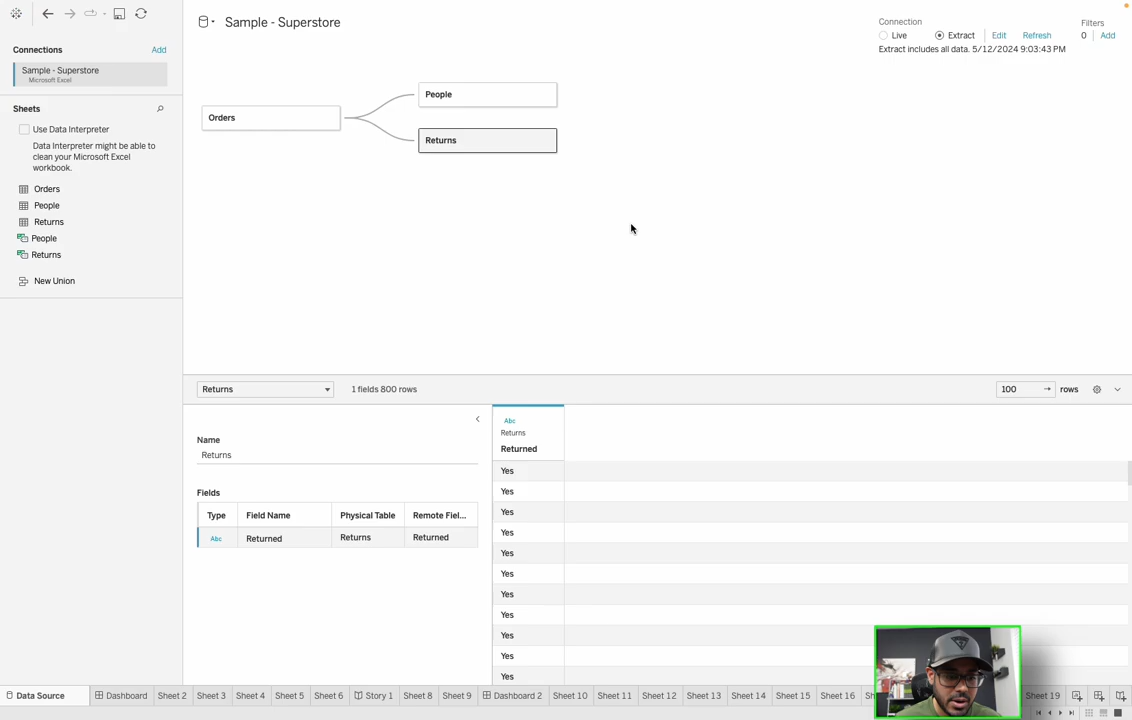 Sample - Superstore
Connection
Live
Extract
Edit
Refresh
Filters
0
Add
Extract includes all data. 5/12/2024 9:03:43 PM
Connections
Add
Sample - Superstore
Microsoft Excel
Sheets
Use Data Interpreter
Data Interpreter might be able to
clean your Microsoft Excel
workbook.
Orders
People
Returns
People
Returns
New Union
Orders
People
Returns
Returns
1 fields 800 rows
100
rows
Name
Returns
Fields
Type
Field Name
Physical Table
Remote Fiel...
Abc
Returned
Returns
Returned
Abc
Returns
Returned
Yes
Yes
Yes
Yes
Yes
Yes
Yes
Yes
Yes
Yes
Yes
Data Source
Dashboard
Sheet 2
Sheet 3
Sheet 4
Sheet 5
Sheet 6
Story 1
Sheet 8
Sheet 9
Dashboard 2
Sheet 10
Sheet 11
Sheet 12
Sheet 13
Sheet 14
Sheet 15
Sheet 16
Sheet 19